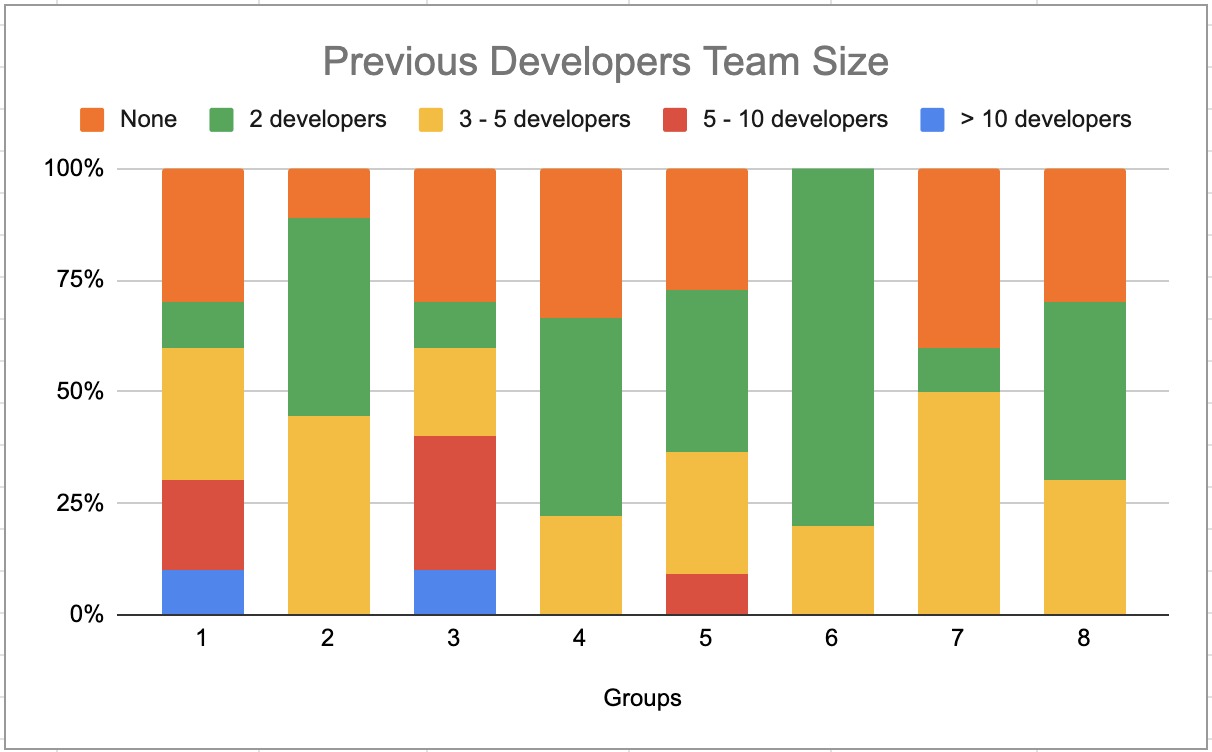 Previous Developers Team Size
None 2 developers 3 - 5 developers 5 - 10 developers > 10 developers
100%
75%
50%
25%
0%
1 2 3 4 5 6 7 8
Groups